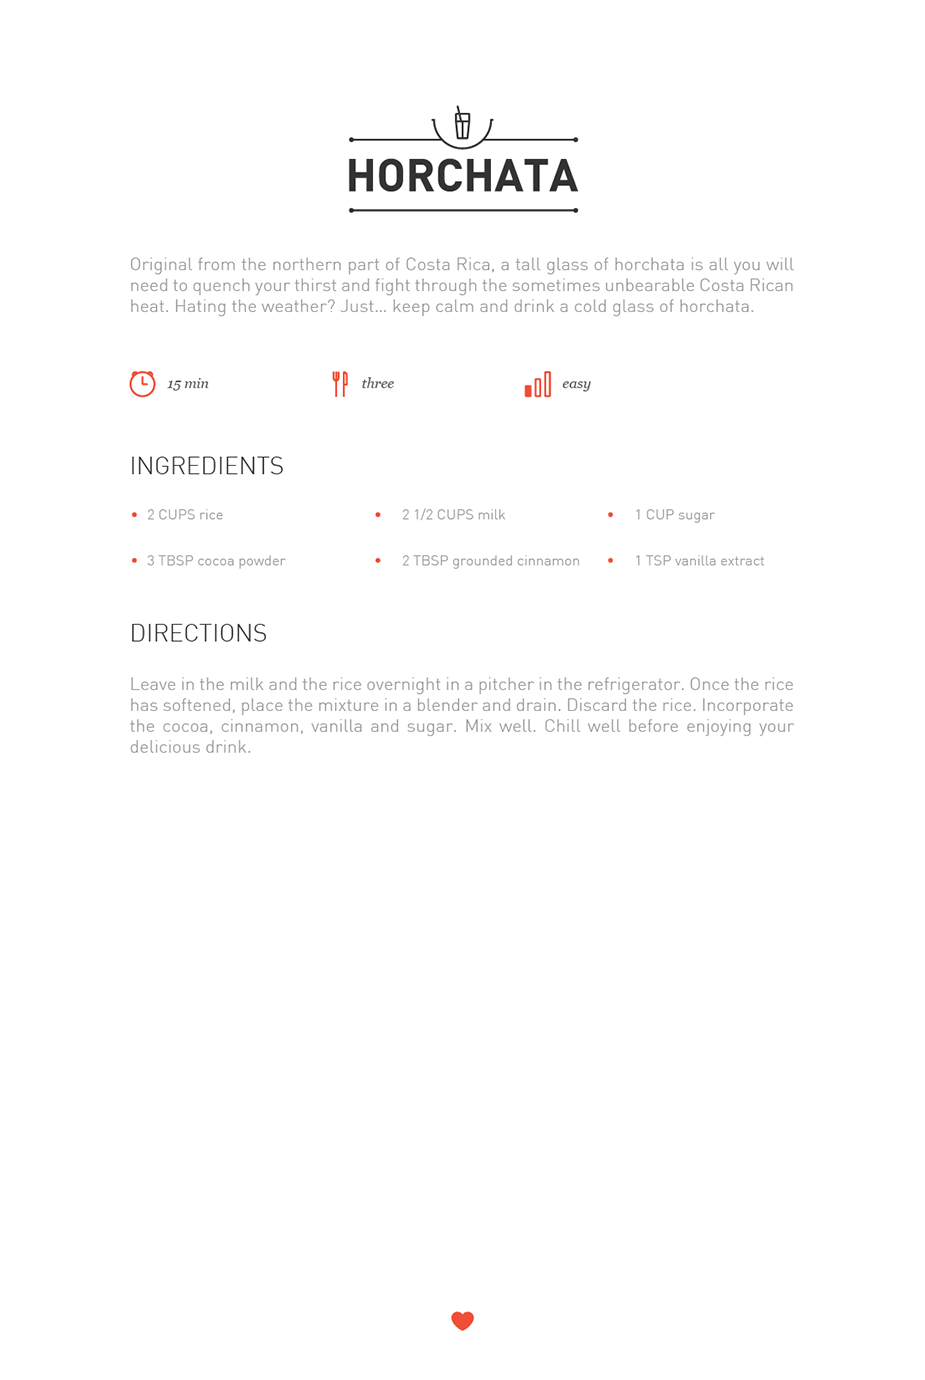 HORCHATA
Original from the northern part of Costa Rica, a tall glass of horchata is all you will
need to quench your thirst and fight through the sometimes unbearable Costa Rican
heat. Hating the weather? Just... keep calm and drink a cold glass of horchata.
15 min three easy
INGREDIENTS
• 2 CUPS rice • 2 1/2 CUPS milk • 1 CUP sugar
• 3 TBSP cocoa powder • 2 TBSP grounded cinnamon • 1 TSP vanilla extract
DIRECTIONS
Leave in the milk and the rice overnight in a pitcher in the refrigerator. Once the rice
has softened, place the mixture in a blender and drain. Discard the rice. Incorporate
the cocoa, cinnamon, vanilla and sugar. Mix well. Chill well before enjoying your
delicious drink.